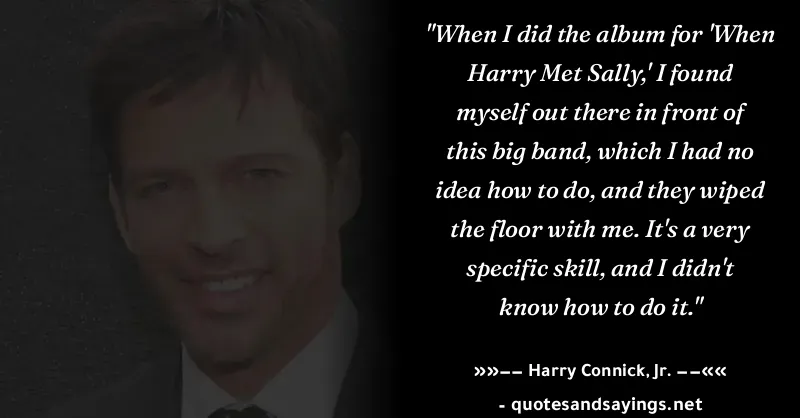 "When I did the album for 'When
Harry Met Sally,' I found
myself out there in front of
this big band, which I had no
idea how to do, and they wiped
the floor with me. It's a very
specific skill, and I didn't
know how to do it."
»»–– Harry Connick, Jr. ––««
- quotesandsayings.net